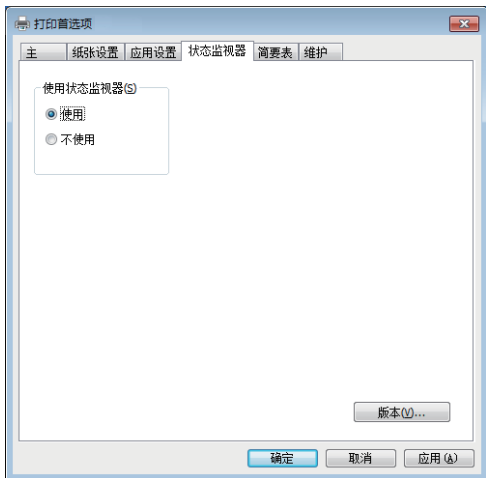 打印首选项
主 纸张设置 应用设置 状态监视器 简要表 维护
使用状态监视器(S)
使用
不使用
版本(V)...
确定 取消 应用(A)